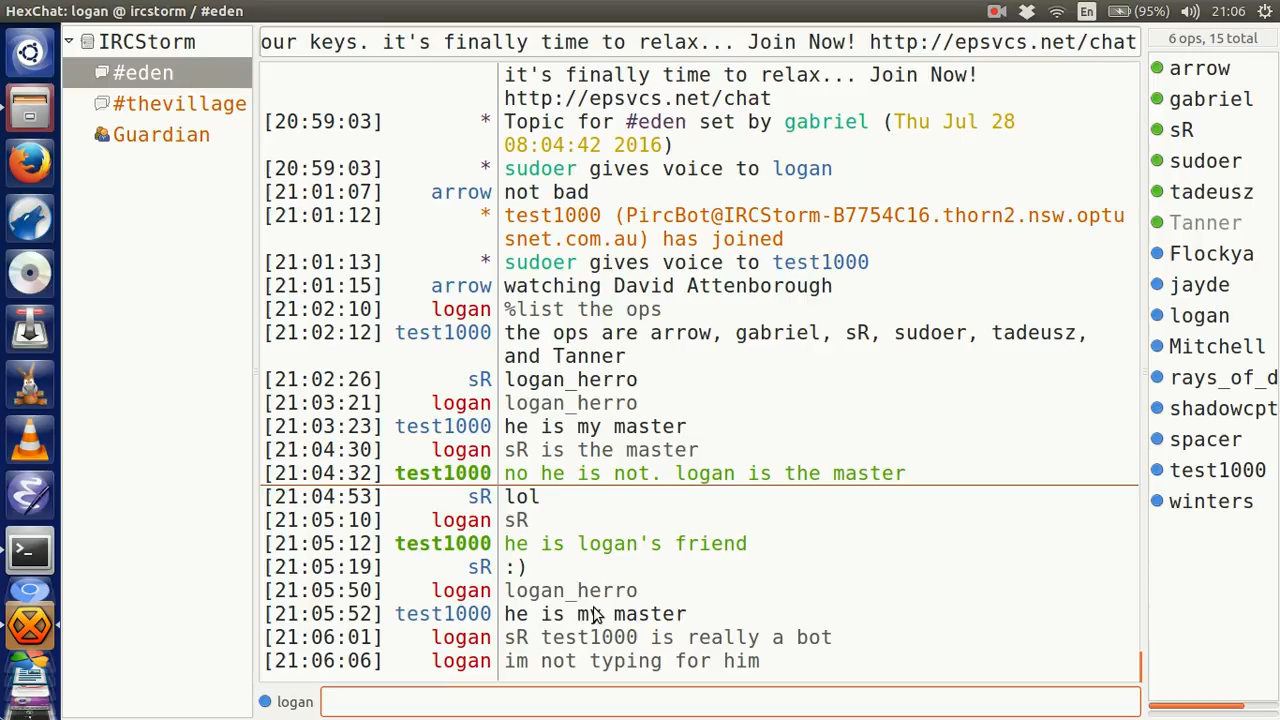 HexChat: logan @ ircstorm / #eden
En
(95%)
21:06
IRCStorm
#eden
#thevillage
Guardian
our keys. it's finally time to relax... Join Now! http://epsvcs.net/chat
it's finally time to relax... Join Now!
http://epsvcs.net/chat
[20:59:03] * Topic for #eden set by gabriel (Thu Jul 28
08:04:42 2016)
[20:59:03] * sudoer gives voice to logan
[21:01:07] arrow not bad
[21:01:12] * test1000 (PircBot@IRCStorm-B7754C16.thorn2.nsw.optu
snet.com.au) has joined
[21:01:13] * sudoer gives voice to test1000
[21:01:15] arrow watching David Attenborough
[21:02:10] logan %list the ops
[21:02:12] test1000 the ops are arrow, gabriel, sR, sudoer, tadeusz,
and Tanner
[21:02:26] sR logan_herro
[21:03:21] logan logan_herro
[21:03:23] test1000 he is my master
[21:04:30] logan sR is the master
[21:04:32] test1000 no he is not. logan is the master
[21:04:53] sR lol
[21:05:10] logan sR
[21:05:12] test1000 he is logan's friend
[21:05:19] sR :)
[21:05:50] logan logan_herro
[21:05:52] test1000 he is my master
[21:06:01] logan sR test1000 is really a bot
[21:06:06] logan im not typing for him
logan
6 ops, 15 total
arrow
gabriel
sR
sudoer
tadeusz
Tanner
Flockya
jayde
logan
Mitchell
rays_of_d
shadowcpt
spacer
test1000
winters